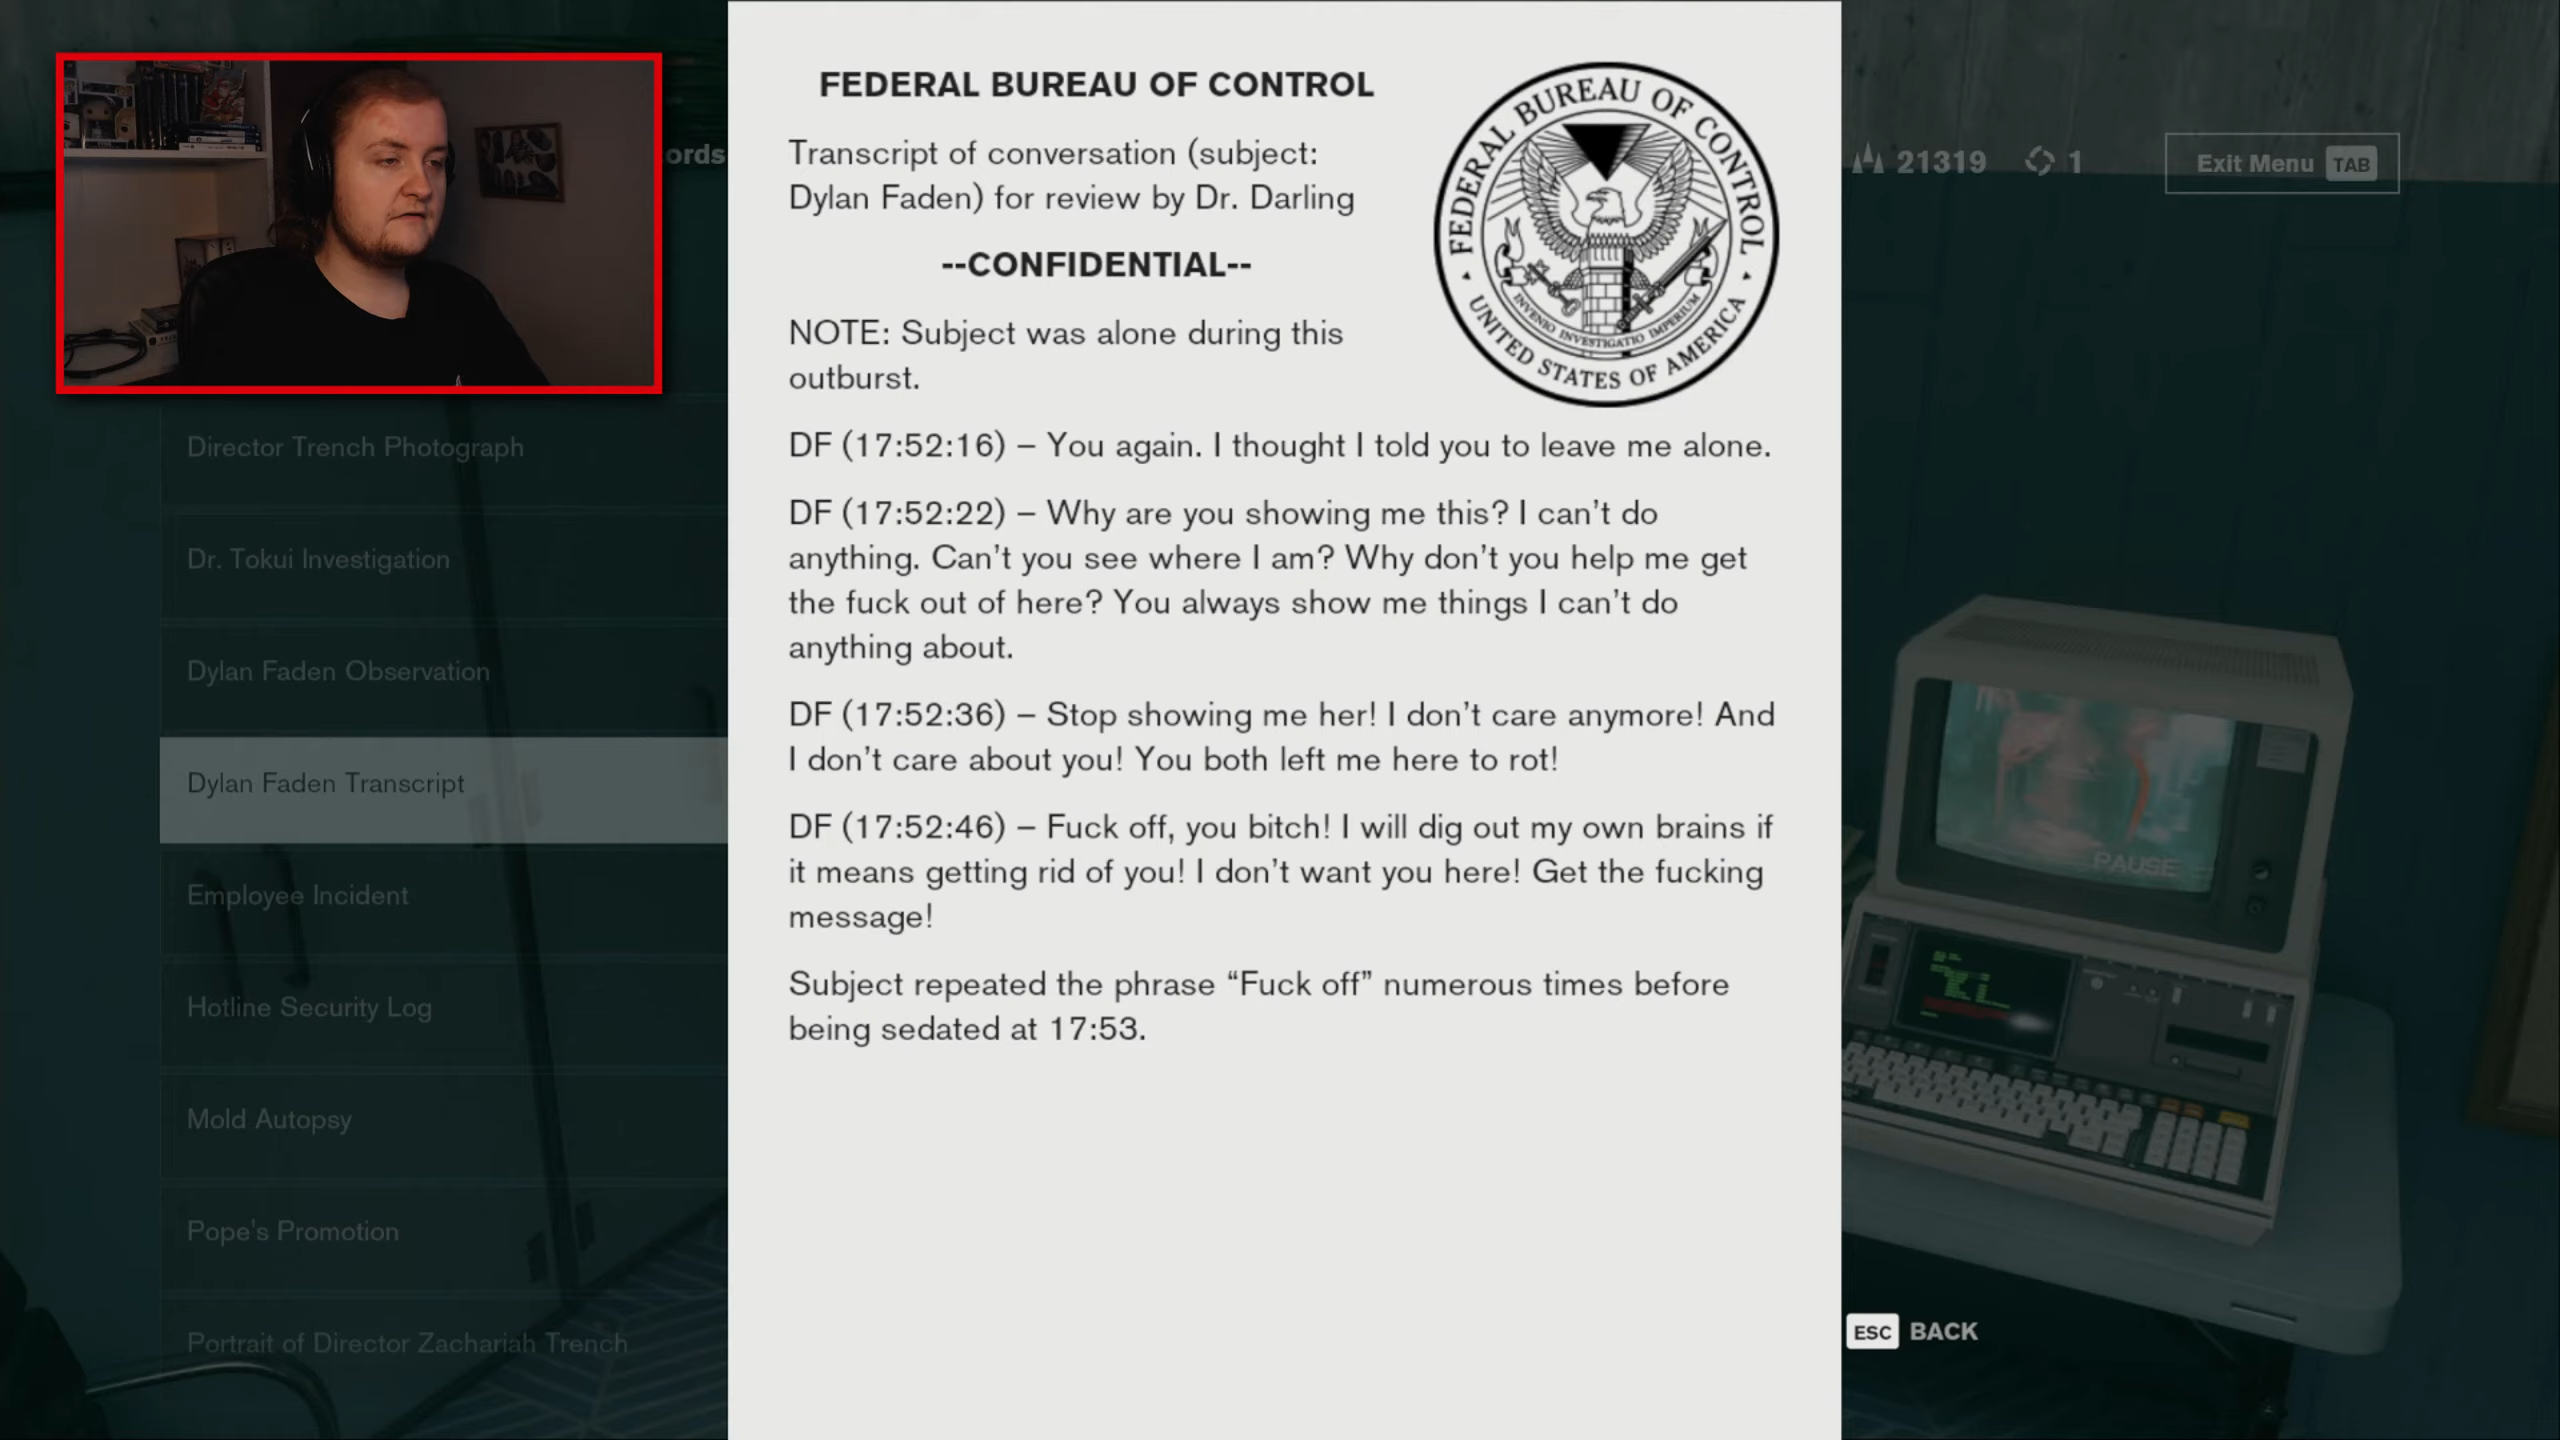 ords
21319
1
Exit Menu TAB
FEDERAL BUREAU OF CONTROL
Transcript of conversation (subject:
Dylan Faden) for review by Dr. Darling
--CONFIDENTIAL--
NOTE: Subject was alone during this
outburst.
FEDERAL BUREAU OF CONTROL
INVENIO INVESTIGATIO IMPERIUM
UNITED STATES OF AMERICA
DF (17:52:16) – You again. I thought I told you to leave me alone.
DF (17:52:22) – Why are you showing me this? I can’t do
anything. Can’t you see where I am? Why don’t you help me get
the fuck out of here? You always show me things I can’t do
anything about.
DF (17:52:36) – Stop showing me her! I don’t care anymore! And
I don’t care about you! You both left me here to rot!
DF (17:52:46) – Fuck off, you bitch! I will dig out my own brains if
it means getting rid of you! I don’t want you here! Get the fucking
message!
Subject repeated the phrase “Fuck off” numerous times before
being sedated at 17:53.
Director Trench Photograph
Dr. Tokui Investigation
Dylan Faden Observation
Dylan Faden Transcript
Employee Incident
Hotline Security Log
Mold Autopsy
Pope's Promotion
Portrait of Director Zachariah Trench
PAUSE
ESC BACK